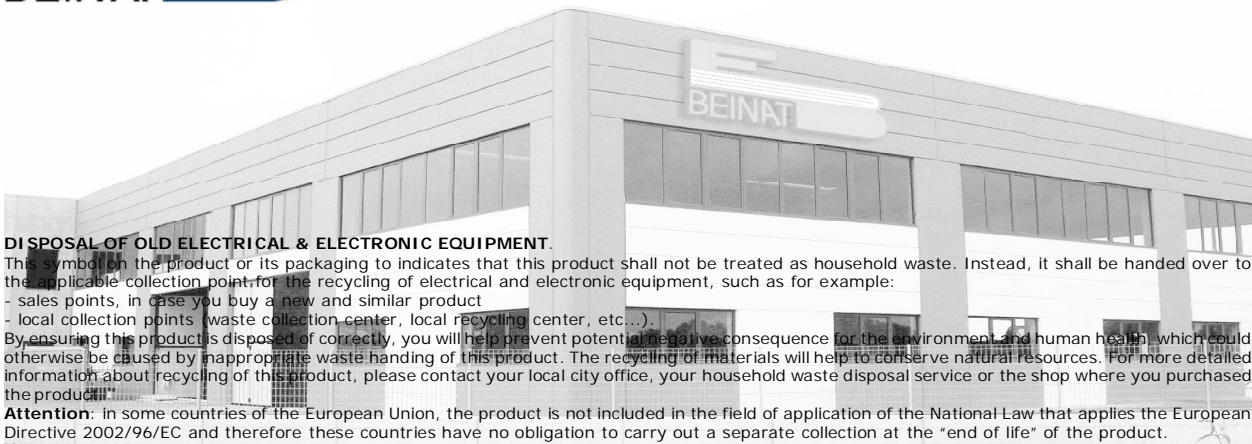 BEINAT
DISPOSAL OF OLD ELECTRICAL & ELECTRONIC EQUIPMENT.
This symbol on the product or its packaging to indicates that this product shall not be treated as household waste. Instead, it shall be handed over to
the applicable collection point for the recycling of electrical and electronic equipment, such as for example:
- sales points, in case you buy a new and similar product
- local collection points (waste collection center, local recycling center, etc...).
By ensuring this product is disposed of correctly, you will help prevent potential negative consequence for the environment and human health, which could
otherwise be caused by inappropriate waste handing of this product. The recycling of materials will help to conserve natural resources. For more detailed
information about recycling of this product, please contact your local city office, your household waste disposal service or the shop where you purchased
the product.
Attention: in some countries of the European Union, the product is not included in the field of application of the National Law that applies the European
Directive 2002/96/EC and therefore these countries have no obligation to carry out a separate collection at the “end of life” of the product.